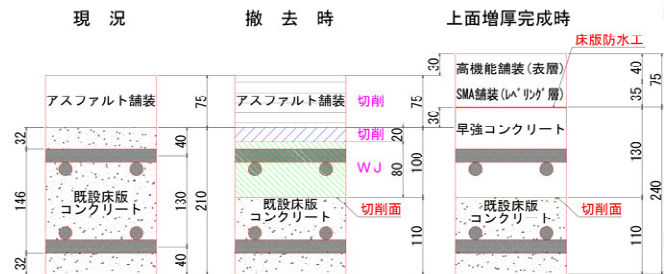 現　況
撤去時
上面増厚完成時
床版防水工
アスファルト舗装
75
32
40
146
既設床版
コンクリート
130
210
32
40
アスファルト舗装
切削
75
切削
20
WJ
80
100
切削面
既設床版
コンクリート
110
30
高機能舗装(表層)
40
75
SMA舗装(ﾚﾍﾞﾘﾝｸﾞ層)
35
30
早強コンクリート
130
240
既設床版
コンクリート
切削面
110